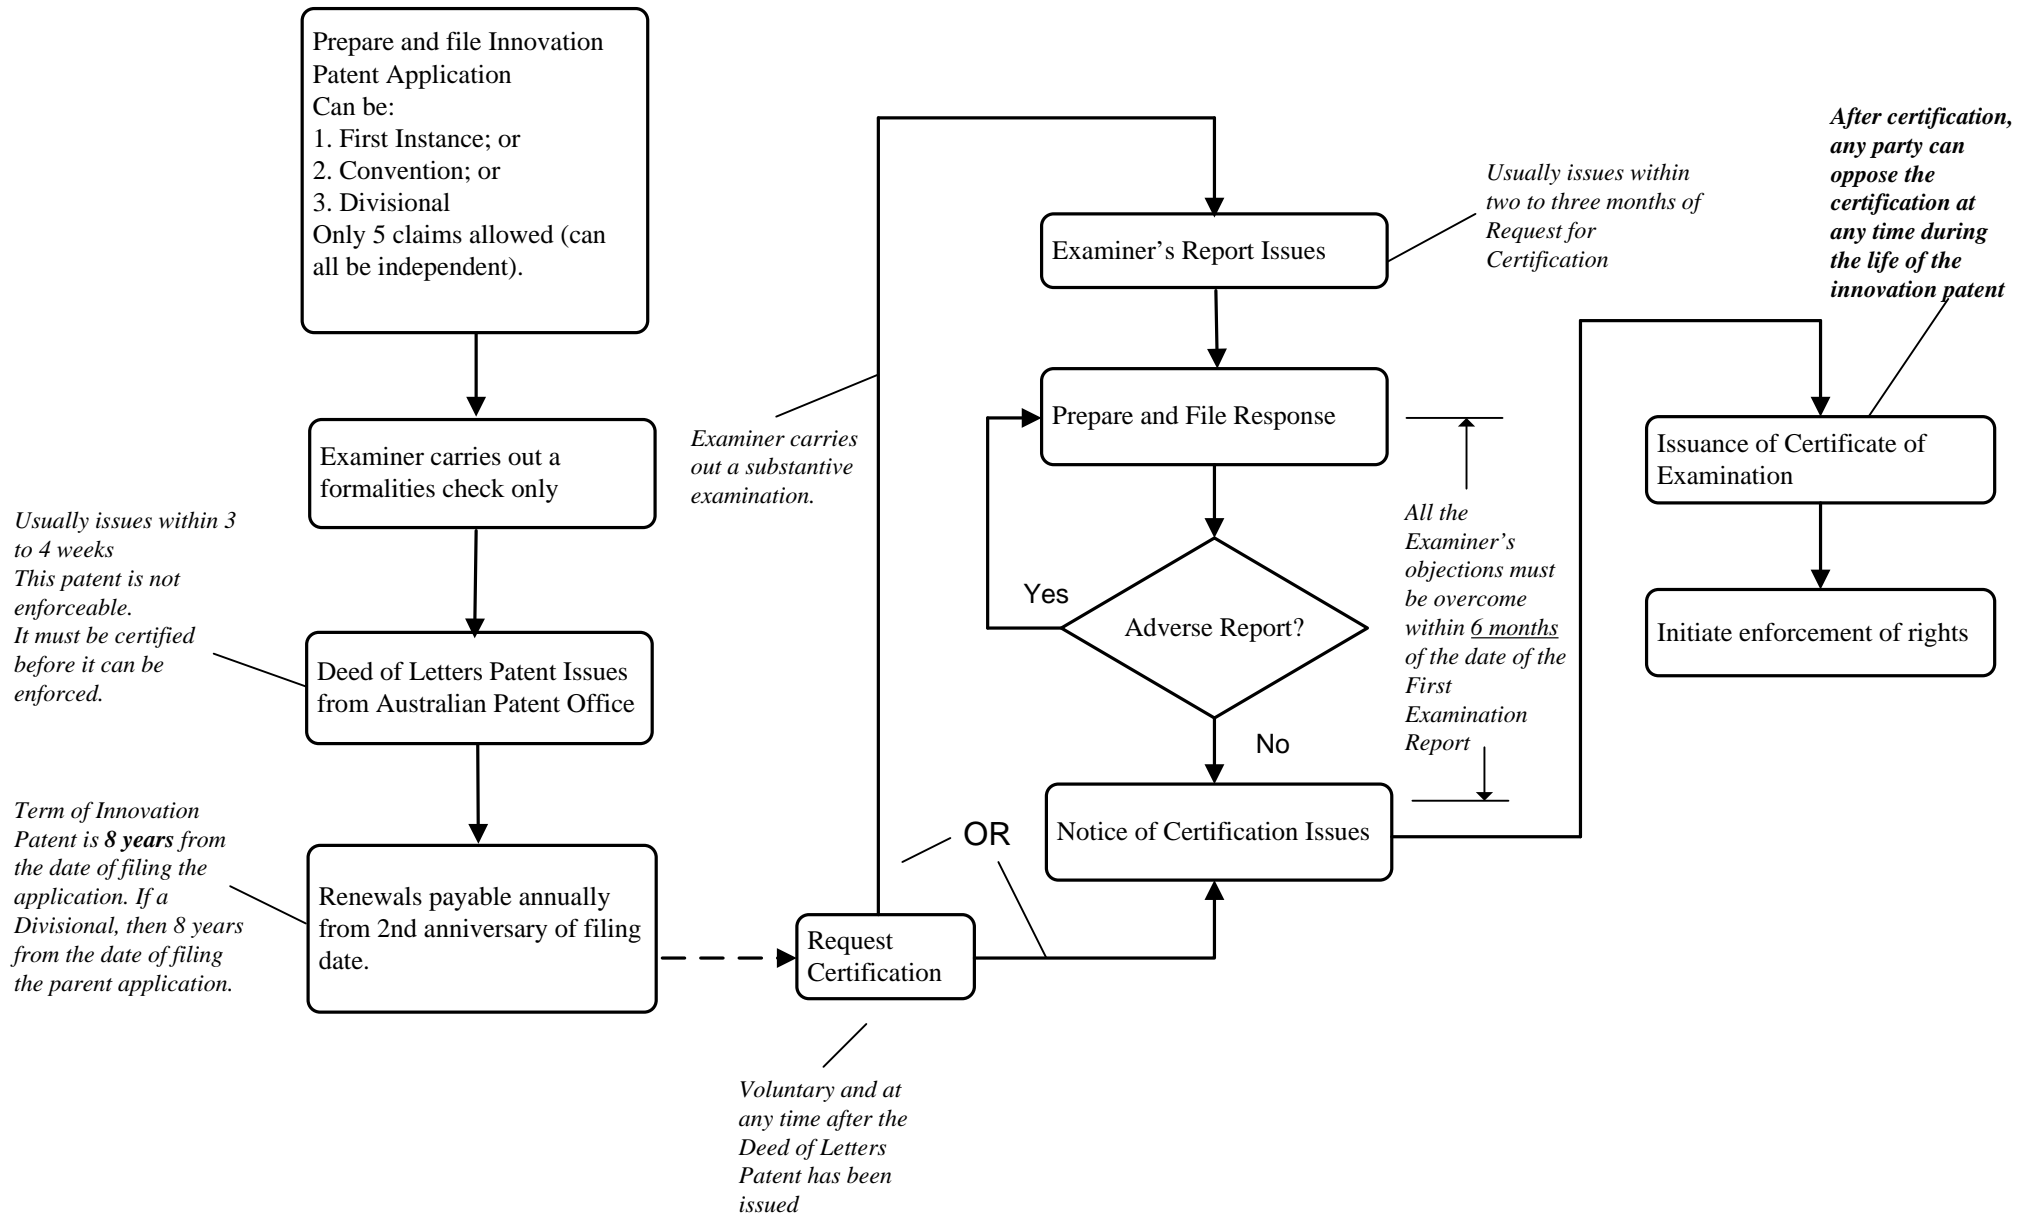 Prepare and file Innovation
Patent Application
Can be:
1. First Instance; or
2. Convention; or
3. Divisional
Only 5 claims allowed (can
all be independent).
Examiner carries out a
formalities check only
Usually issues within 3
to 4 weeks
This patent is not
enforceable.
It must be certified
before it can be
enforced.
Deed of Letters Patent Issues
from Australian Patent Office
Term of Innovation
Patent is 8 years from
the date of filing the
application. If a
Divisional, then 8 years
from the date of filing
the parent application.
Renewals payable annually
from 2nd anniversary of filing
date.
Request
Certification
Voluntary and at
any time after the
Deed of Letters
Patent has been
issued
Examiner carries
out a substantive
examination.
OR
Examiner’s Report Issues
Usually issues within
two to three months of
Request for
Certification
Prepare and File Response
Yes
Adverse Report?
No
All the
Examiner’s
objections must
be overcome
within 6 months
of the date of the
First
Examination
Report
Notice of Certification Issues
After certification,
any party can
oppose the
certification at
any time during
the life of the
innovation patent
Issuance of Certificate of
Examination
Initiate enforcement of rights